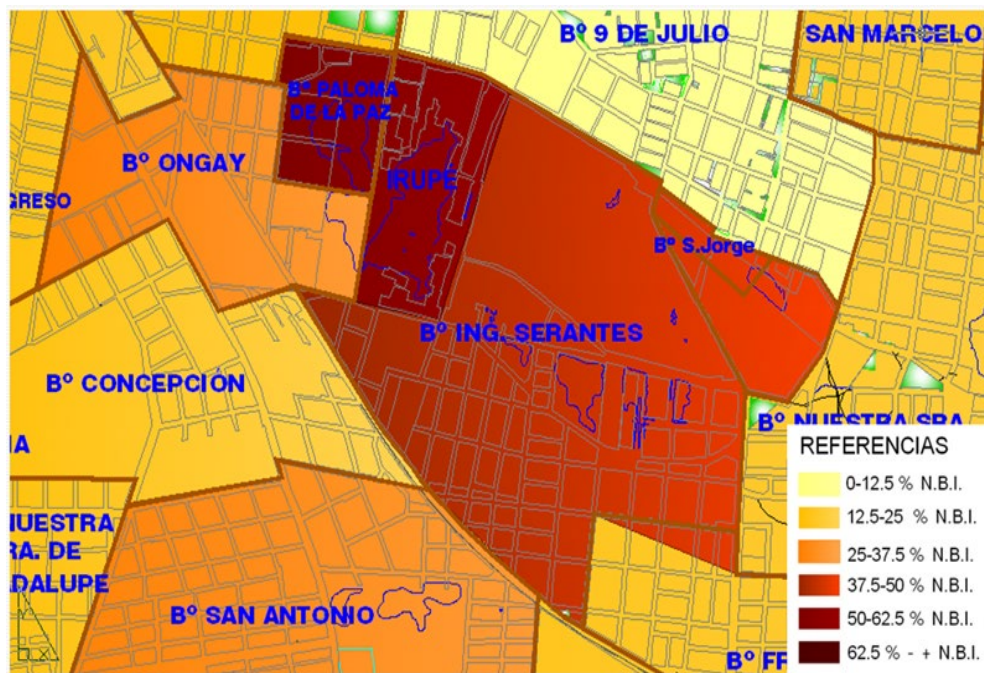 Bº 9 DE JULIO
SAN MARCELO
Bº PALOMA
DE LA PAZ
Bº ONGAY
IRUPÉ
GRESO
Bº S.Jorge
Bº ING. SERANTES
Bº CONCEPCIÓN
Bº NUESTRA SRA
IA
REFERENCIAS
0-12.5 % N.B.I.
12.5-25 % N.B.I.
25-37.5 % N.B.I.
37.5-50 % N.B.I.
50-62.5 % N.B.I.
62.5 % - + N.B.I.
NUESTRA
RA. DE
ADALUPE
Bº SAN ANTONIO
Bº FF